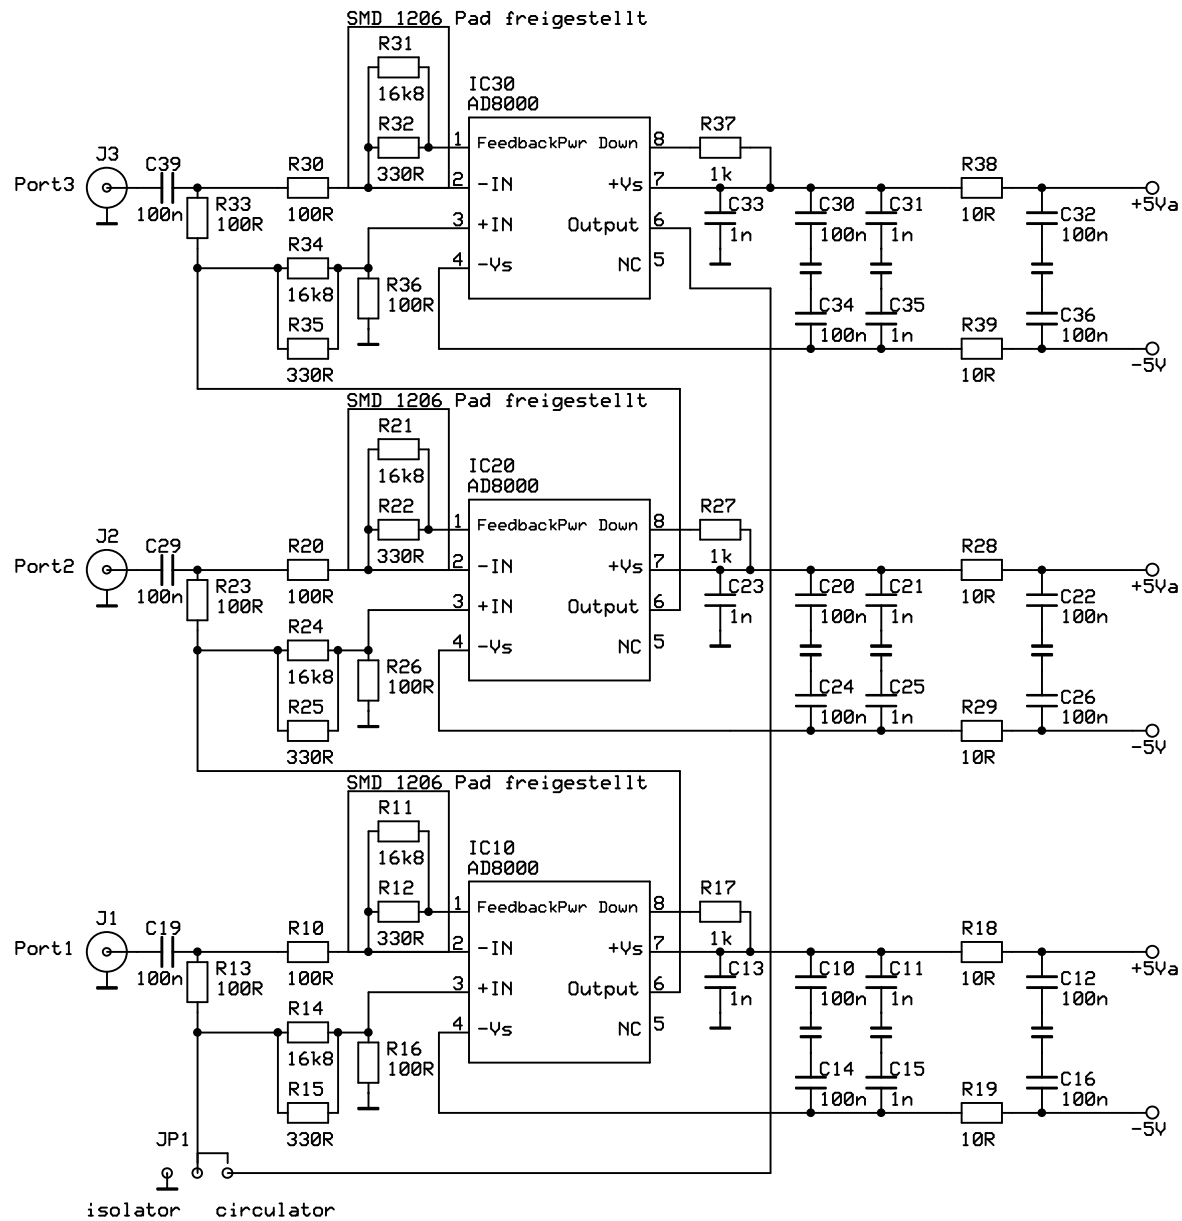 SMD 1206 Pad freigestellt
R31
16k8
R32
330R
IC30
AD8000
1
2
3
4
FeedbackPwr Down
-IN
+IN
-Vs
+Vs
Output
NC
8
7
6
5
J3
Port3
C39
100n
R33
100R
R30
100R
R34
16k8
R35
330R
R36
100R
R37
1k
C33
1n
C30
100n
C31
1n
C34
100n
C35
1n
R38
10R
R39
10R
C32
100n
C36
100n
+5Va
-5V
SMD 1206 Pad freigestellt
R21
16k8
R22
330R
IC20
AD8000
1
2
3
4
FeedbackPwr Down
-IN
+IN
-Vs
+Vs
Output
NC
8
7
6
5
J2
Port2
C29
100n
R23
100R
R20
100R
R24
16k8
R25
330R
R26
100R
R27
1k
C23
1n
C20
100n
C21
1n
C24
100n
C25
1n
R28
10R
R29
10R
C22
100n
C26
100n
+5Va
-5V
SMD 1206 Pad freigestellt
R11
16k8
R12
330R
IC10
AD8000
1
2
3
4
FeedbackPwr Down
-IN
+IN
-Vs
+Vs
Output
NC
8
7
6
5
J1
Port1
C19
100n
R13
100R
R10
100R
R14
16k8
R15
330R
R16
100R
R17
1k
C13
1n
C10
100n
C11
1n
C14
100n
C15
1n
R18
10R
R19
10R
C12
100n
C16
100n
+5Va
-5V
JP1
isolator circulator